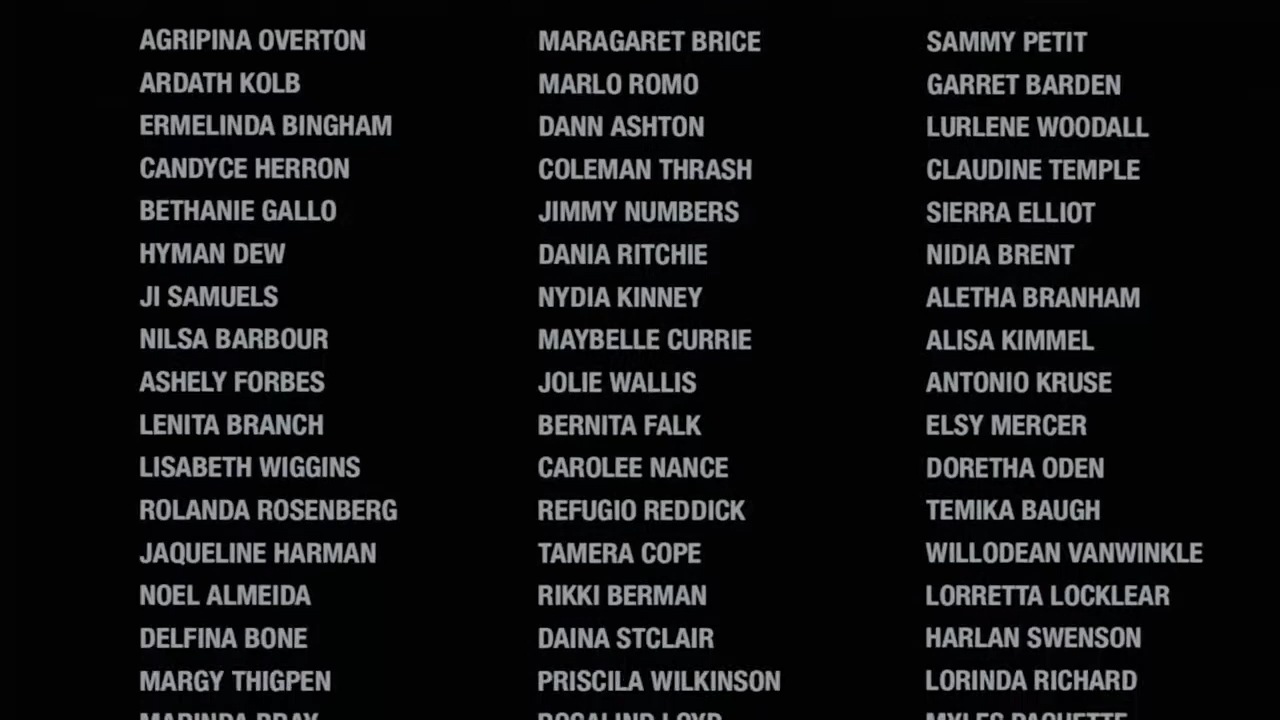 AGRIPINA OVERTON
ARDATH KOLB
ERMELINDA BINGHAM
CANDYCE HERRON
BETHANIE GALLO
HYMAN DEW
JI SAMUELS
NILSA BARBOUR
ASHELY FORBES
LENITA BRANCH
LISABETH WIGGINS
ROLANDA ROSENBERG
JAQUELINE HARMAN
NOEL ALMEIDA
DELFINA BONE
MARGY THIGPEN
MARAGARET BRICE
MARLO ROMO
DANN ASHTON
COLEMAN THRASH
JIMMY NUMBERS
DANIA RITCHIE
NYDIA KINNEY
MAYBELLE CURRIE
JOLIE WALLIS
BERNITA FALK
CAROLEE NANCE
REFUGIO REDDICK
TAMERA COPE
RIKKI BERMAN
DAINA STCLAIR
PRISCILA WILKINSON
ROSALIND
SAMMY PETIT
GARRET BARDEN
LURLENE WOODALL
CLAUDINE TEMPLE
SIERRA ELLIOT
NIDIA BRENT
ALETHA BRANHAM
ALISA KIMMEL
ANTONIO KRUSE
ELSY MERCER
DORETHA ODEN
TEMIKA BAUGH
WILLODEAN VANWINKLE
LORRETTA LOCKLEAR
HARLAN SWENSON
LORINDA RICHARD
MYLES PAQUETTE